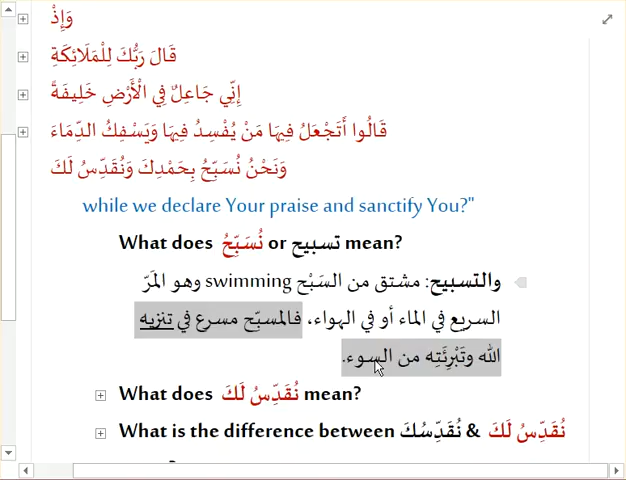 وَإِذْ
قَالَ رَبُّكَ لِلْمَلَائِكَةِ
إِنِّي جَاعِلٌ فِي الْأَرْضِ خَلِيفَةً
قَالُوا أَتَجْعَلُ فِيهَا مَنْ يُفْسِدُ فِيهَا وَيَسْفِكُ الدِّمَاءَ
وَنَحْنُ نُسَبِّحُ بِحَمْدِكَ وَنُقَدِّسُ لَكَ
while we declare Your praise and sanctify You?"
What does نُسَبِّحُ or تسبيح mean?
والتسبيح: مشتق من السَبْح swimming وهو المَرّ
السريع في الماء أو في الهواء، فالمسبِّح مسرع في تنزيه
الله وتَبْرِئَتِه من السوء.
What does نُقَدِّسُ لَكَ mean?
What is the difference between نُقَدِّسُكَ & نُقَدِّسُ لَكَ